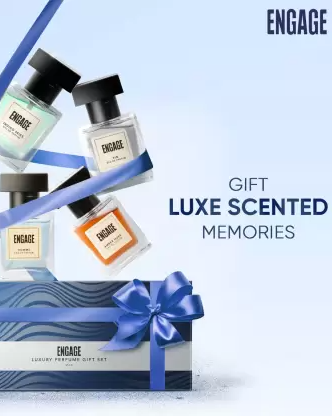 ENGAGE
ENGAGE
ENGAGE
GIFT
LUXE SCENTED
MEMORIES
ENGAGE
ENGAGE
ENGAGE
LUXURY PERFUME GIFT SET